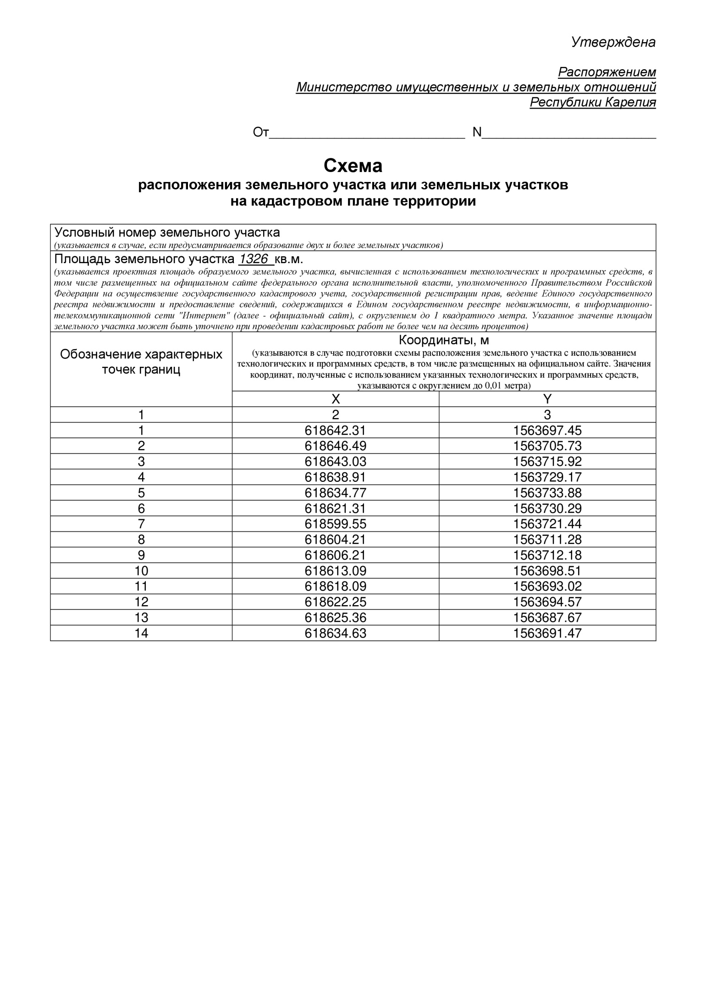 Утверждена
Распоряжением
Министерство имущественных и земельных отношений
Республики Карелия
От___________________________ N________________________
Схема
расположения земельного участка или земельных участков
на кадастровом плане территории
Условный номер земельного участка
(указывается в случае, если предусматривается образование двух и более земельных участков)
Площадь земельного участка 1326 кв.м.
(указывается проектная площадь образуемого земельного участка, вычисленная с использованием технологических и программных средств, в
том числе размещенных на официальном сайте федерального органа исполнительной власти, уполномоченного Правительством Российской
Федерации на осуществление государственного кадастрового учета, государственной регистрации прав, ведение Единого государственного
реестра недвижимости и предоставление сведений, содержащихся в Едином государственном реестре недвижимости, в информационно-
телекоммуникационной сети "Интернет" (далее - официальный сайт), с округлением до 1 квадратного метра. Указанное значение площади
земельного участка может быть уточнено при проведении кадастровых работ не более чем на десять процентов)
Обозначение характерных
точек границ
Координаты, м
(указываются в случае подготовки схемы расположения земельного участка с использованием
технологических и программных средств, в том числе размещенных на официальном сайте. Значения
координат, полученные с использованием указанных технологических и программных средств,
указываются с округлением до 0,01 метра)
X Y
1 2 3
1 618642.31 1563697.45
2 618646.49 1563705.73
3 618643.03 1563715.92
4 618638.91 1563729.17
5 618634.77 1563733.88
6 618621.31 1563730.29
7 618599.55 1563721.44
8 618604.21 1563711.28
9 618606.21 1563712.18
10 618613.09 1563698.51
11 618618.09 1563693.02
12 618622.25 1563694.57
13 618625.36 1563687.67
14 618634.63 1563691.47